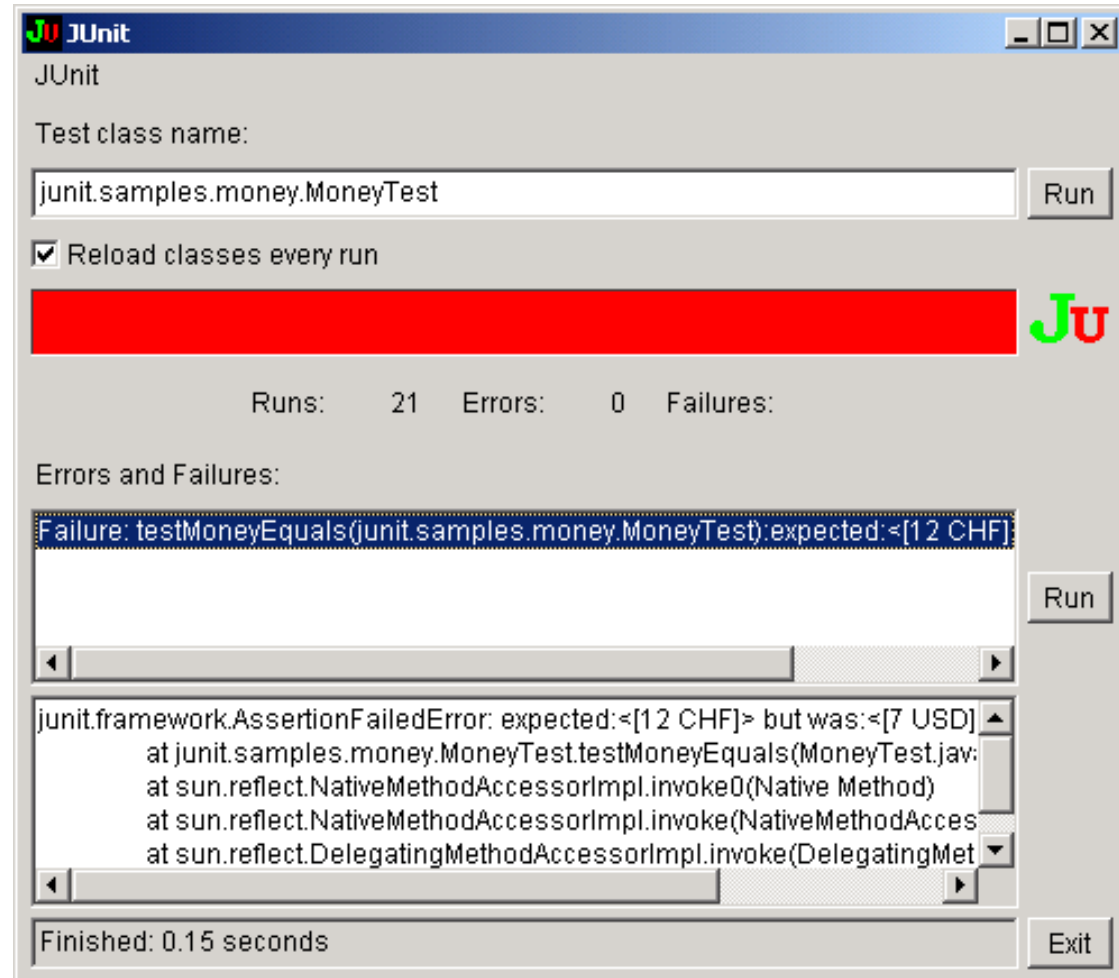 JU JUnit
JUnit
Test class name:
junit.samples.money.MoneyTest
Run
Reload classes every run
JU
Runs: 21 Errors: 0 Failures:
Errors and Failures:
Failure: testMoneyEquals(junit.samples.money.MoneyTest):expected:<[12 CHF]
Run
junit.framework.AssertionFailedError: expected:<[12 CHF]> but was:<[7 USD]
at junit.samples.money.MoneyTest.testMoneyEquals(MoneyTest.jav
at sun.reflect.NativeMethodAccessorImpl.invoke0(Native Method)
at sun.reflect.NativeMethodAccessorImpl.invoke(NativeMethodAcces
at sun.reflect.DelegatingMethodAccessorImpl.invoke(DelegatingMet
Finished: 0.15 seconds
Exit